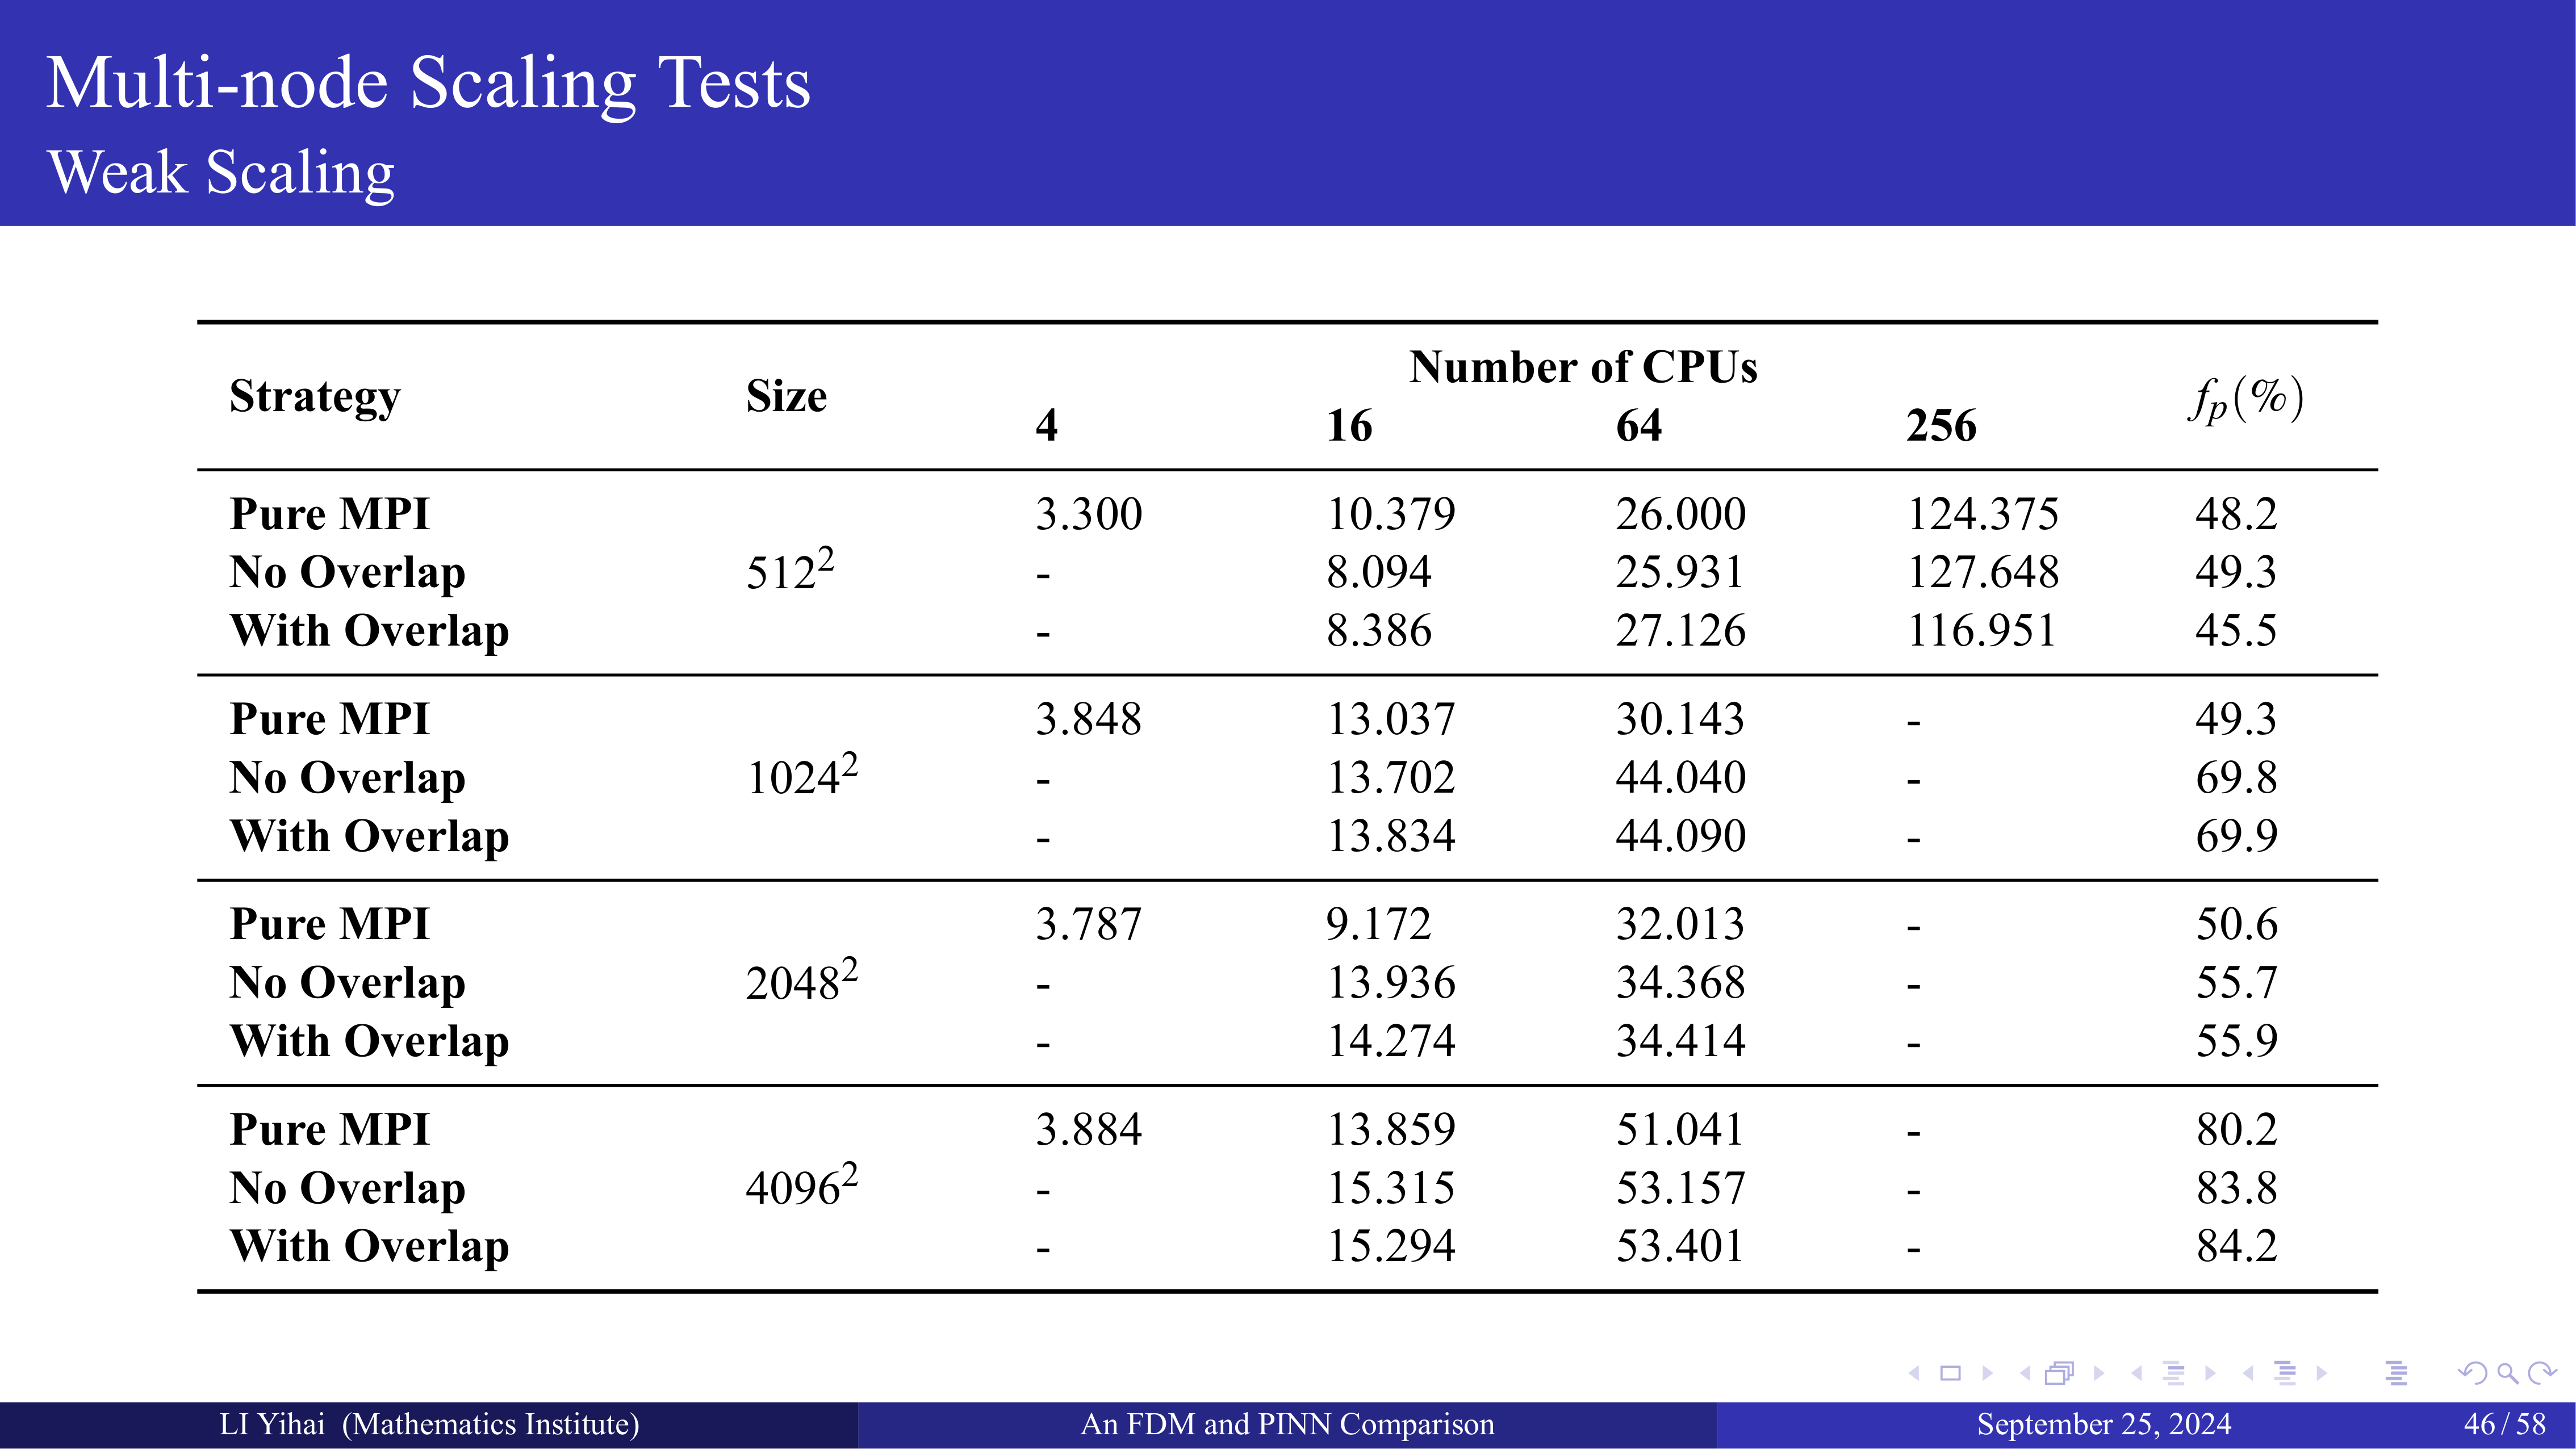 Multi-node Scaling Tests
Weak Scaling
Strategy Size Number of CPUs f_p(%)
4 16 64 256
Pure MPI 3.300 10.379 26.000 124.375 48.2
No Overlap 512² - 8.094 25.931 127.648 49.3
With Overlap - 8.386 27.126 116.951 45.5
Pure MPI 3.848 13.037 30.143 - 49.3
No Overlap 1024² - 13.702 44.040 - 69.8
With Overlap - 13.834 44.090 - 69.9
Pure MPI 3.787 9.172 32.013 - 50.6
No Overlap 2048² - 13.936 34.368 - 55.7
With Overlap - 14.274 34.414 - 55.9
Pure MPI 3.884 13.859 51.041 - 80.2
No Overlap 4096² - 15.315 53.157 - 83.8
With Overlap - 15.294 53.401 - 84.2
LI Yihai (Mathematics Institute) An FDM and PINN Comparison September 25, 2024 46 / 58